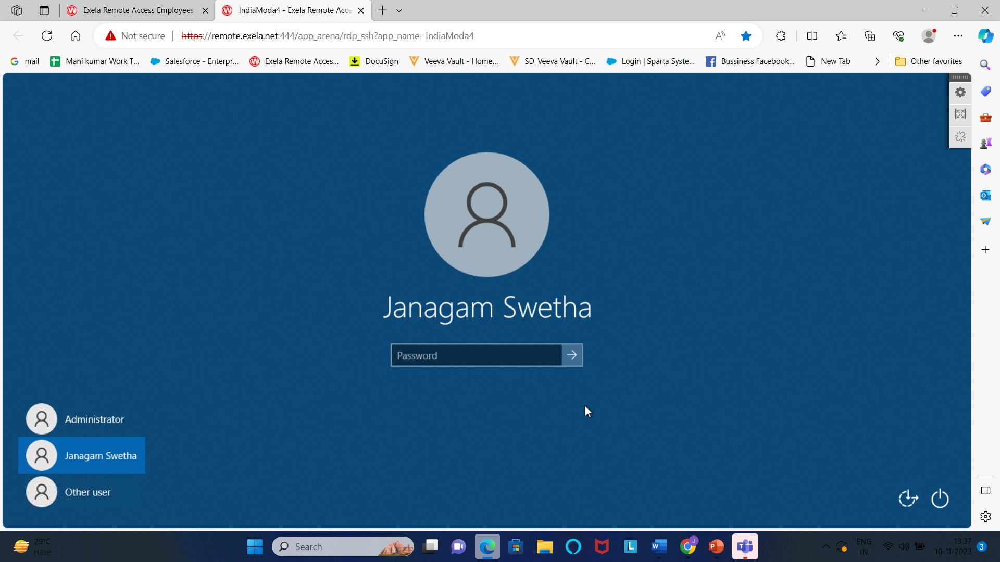 Exela Remote Access Employees
IndiaModa4 - Exela Remote Acce
Not secure
https://remote.exela.net:444/app_arena/rdp_ssh?app_name=IndiaModa4
mail
Mani kumar Work T...
Salesforce - Enterpr...
Exela Remote Acces...
DocuSign
Veeva Vault - Home...
SD_Veeva Vault - C...
Login | Sparta Syste...
Bussiness Facebook...
New Tab
Other favorites
Janagam Swetha
Password
Administrator
Janagam Swetha
Other user
29°C
Haze
Search
ENG
IN
13:37
10-11-2023
3